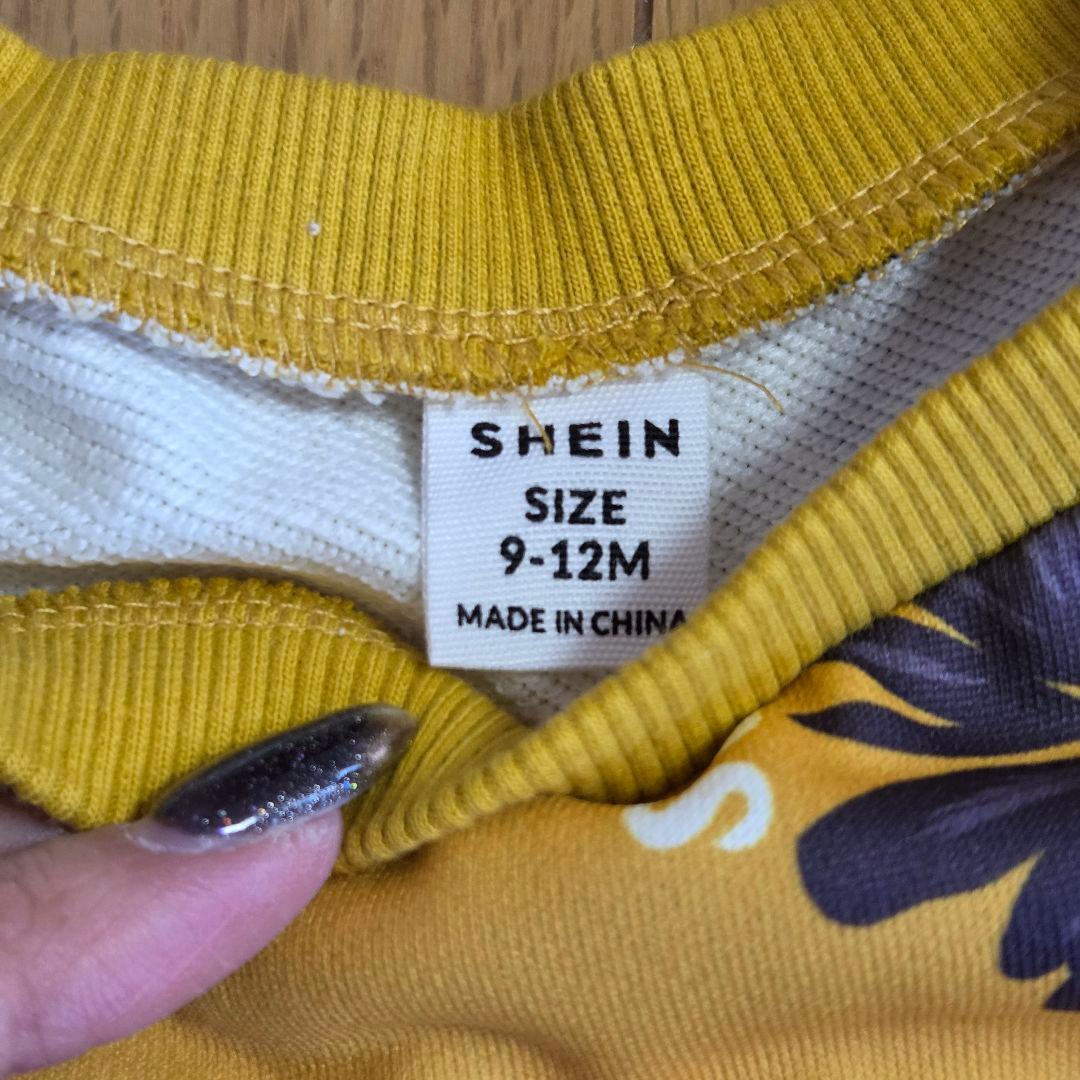 SHEIN
SIZE
9-12M
MADE IN CHINA
S